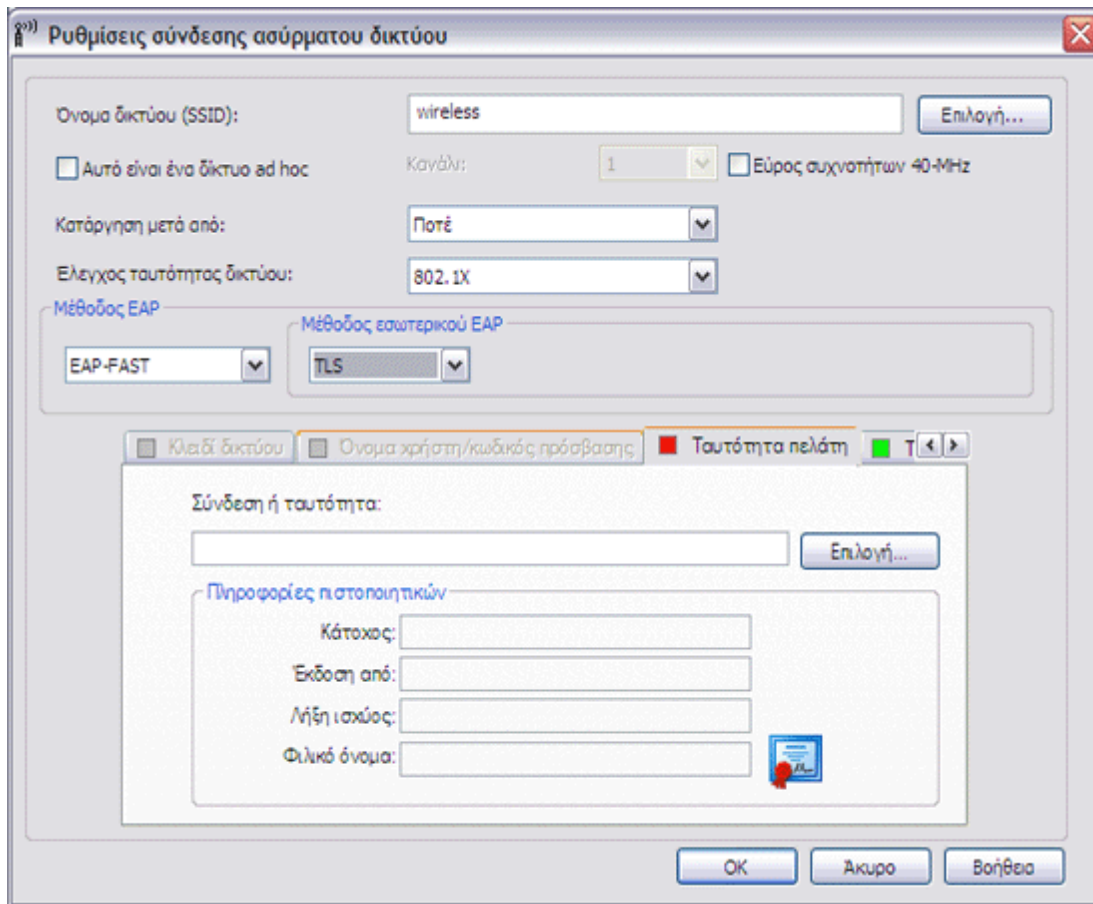 Ρυθμίσεις σύνδεσης ασύρματου δικτύου
Όνομα δικτύου (SSID): wireless Επιλογή...
Αυτό είναι ένα δίκτυο ad hoc Κανάλι: 1 Εύρος συχνοτήτων 40-MHz
Κατάργηση μετά από: Ποτέ
Έλεγχος ταυτότητας δικτύου: 802.1X
Μέθοδος EAP
Μέθοδος εσωτερικού EAP
EAP-FAST TLS
Κλειδί δικτύου Όνομα χρήστη/κωδικός πρόσβασης Ταυτότητα πελάτη Τ
Σύνδεση ή ταυτότητα:
Επιλογή...
Πληροφορίες πιστοποιητικών
Κάτοχος:
Έκδοση από:
Λήξη ισχύος:
Φιλικό όνομα:
OK Άκυρο Βοήθεια